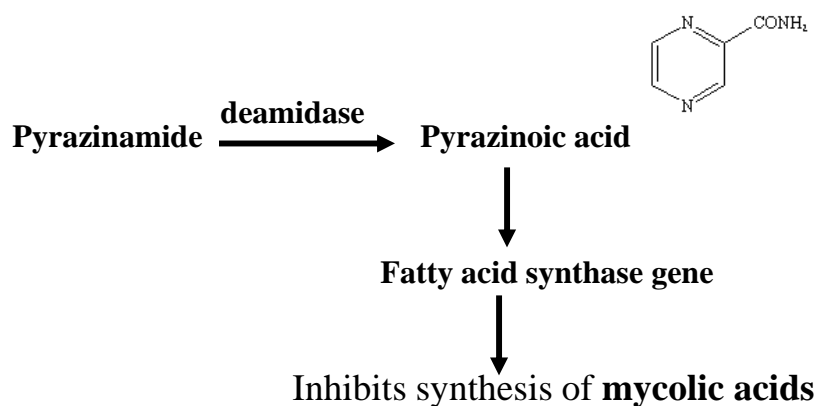 N
CONH₂
N
deamidase
Pyrazinamide
Pyrazinoic acid
Fatty acid synthase gene
Inhibits synthesis of mycolic acids